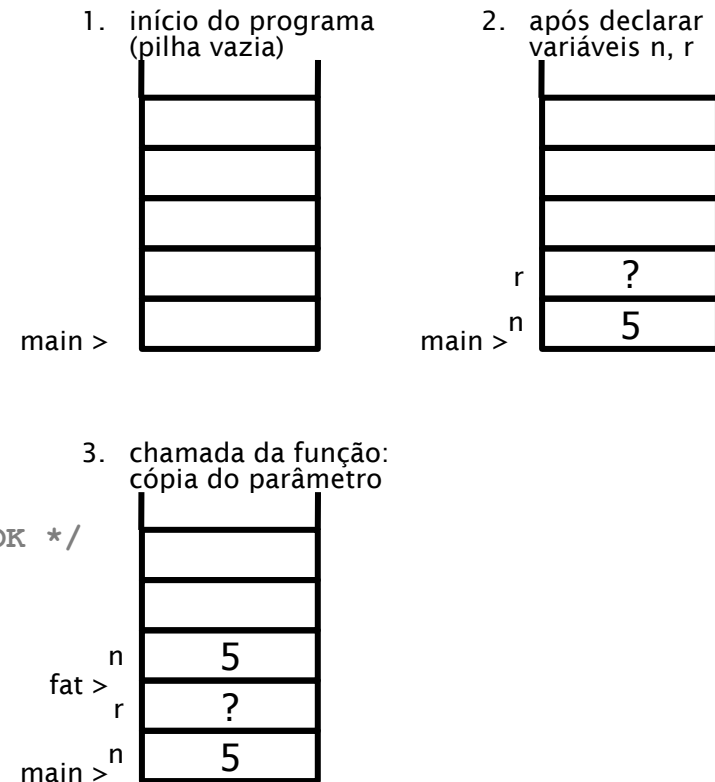 1. início do programa
(pilha vazia)
main >
2. após declarar
variáveis n, r
r ?
n 5
main >
3. chamada da função:
cópia do parâmetro
OK */
n 5
fat >
r ?
n 5
main >